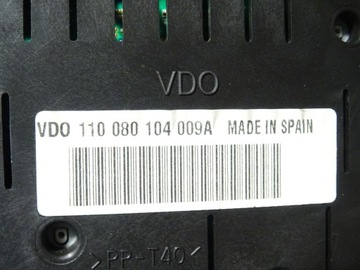 VDO
VDO 110 080 104 009A MADE IN SPAIN
>PP-T40<